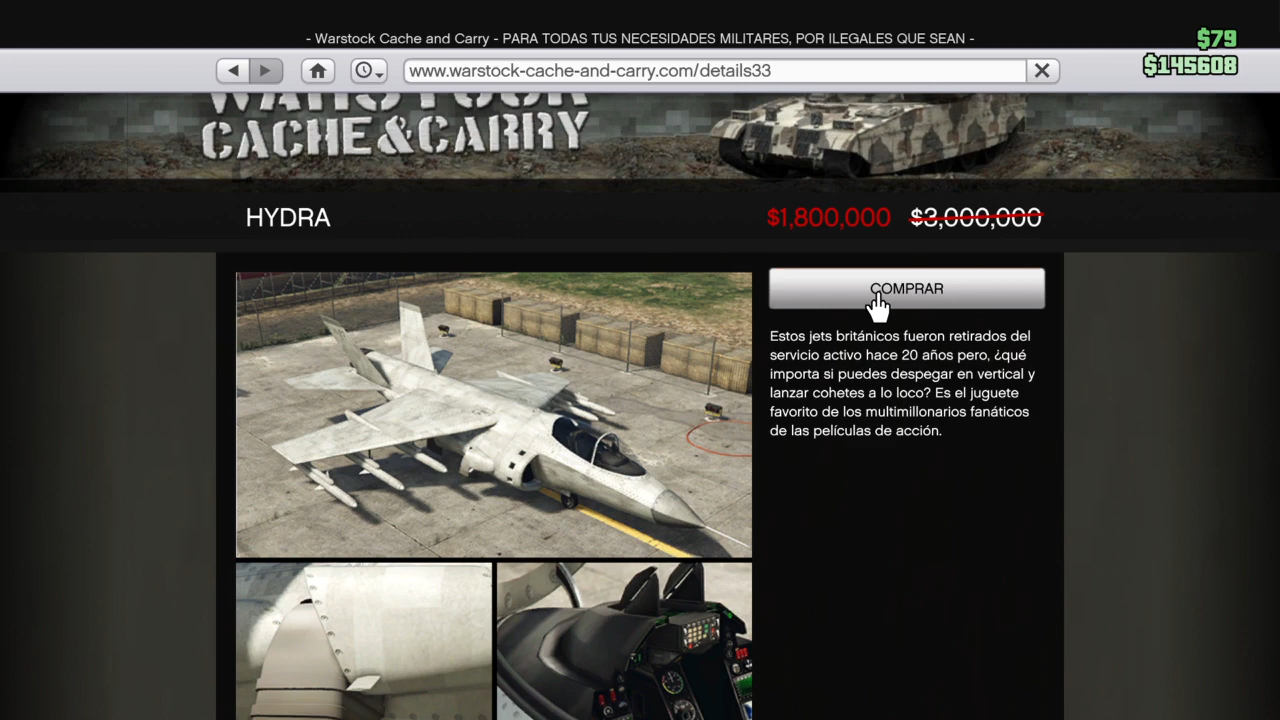 - Warstock Cache and Carry - PARA TODAS TUS NECESIDADES MILITARES, POR ILEGALES QUE SEAN -
$79
$145608
www.warstock-cache-and-carry.com/details33
WARSTOCK
CACHE&CARRY
HYDRA
$1,800,000 $3,000,000
COMPRAR
Estos jets británicos fueron retirados del
servicio activo hace 20 años pero, ¿qué
importa si puedes despegar en vertical y
lanzar cohetes a lo loco? Es el juguete
favorito de los multimillonarios fanáticos
de las películas de acción.